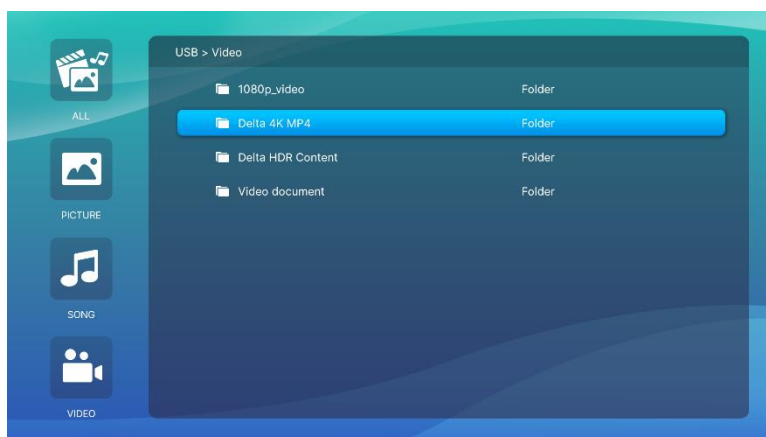 USB > Video
ALL
PICTURE
SONG
VIDEO
1080p_video Folder
Delta 4K MP4 Folder
Delta HDR Content Folder
Video document Folder